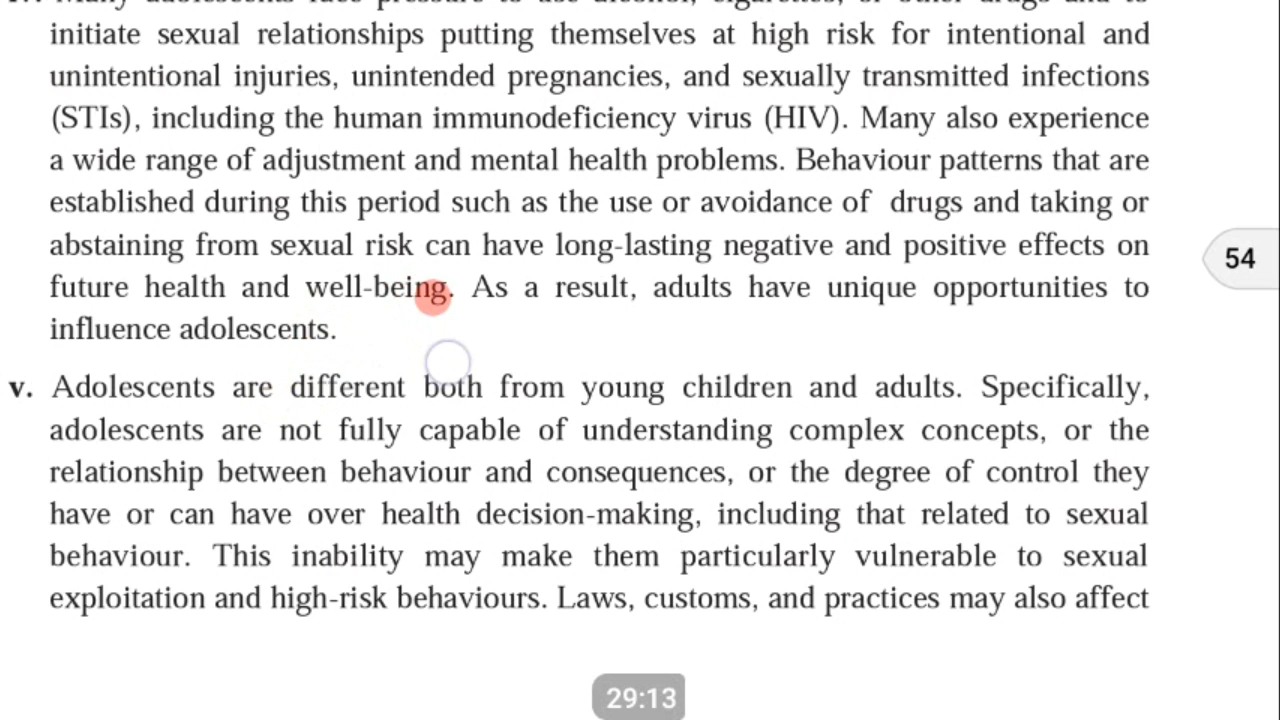 initiate sexual relationships putting themselves at high risk for intentional and
unintentional injuries, unintended pregnancies, and sexually transmitted infections
(STIs), including the human immunodeficiency virus (HIV). Many also experience
a wide range of adjustment and mental health problems. Behaviour patterns that are
established during this period such as the use or avoidance of drugs and taking or
abstaining from sexual risk can have long-lasting negative and positive effects on
future health and well-being. As a result, adults have unique opportunities to
influence adolescents.
54
v. Adolescents are different both from young children and adults. Specifically,
adolescents are not fully capable of understanding complex concepts, or the
relationship between behaviour and consequences, or the degree of control they
have or can have over health decision-making, including that related to sexual
behaviour. This inability may make them particularly vulnerable to sexual
exploitation and high-risk behaviours. Laws, customs, and practices may also affect
29:13